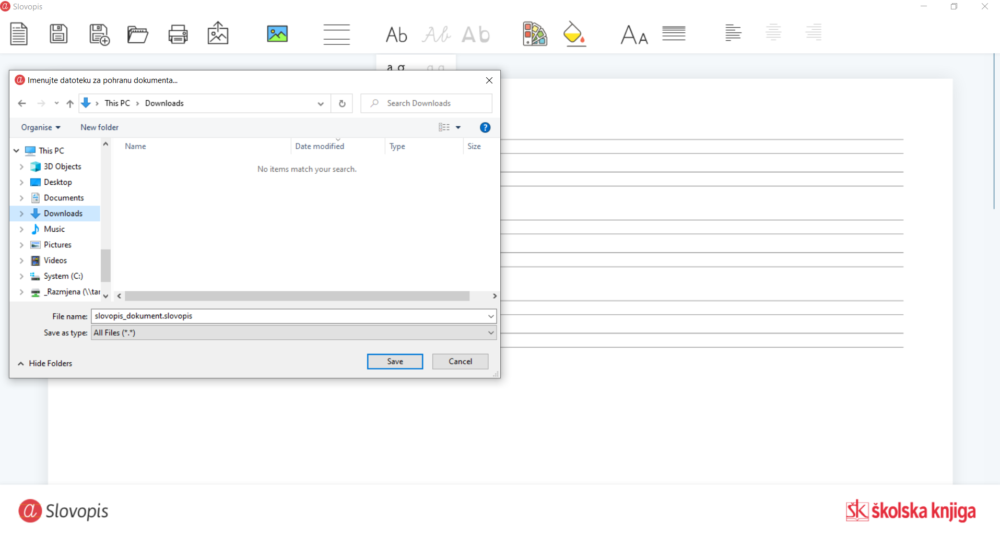 Slovopis
Ab Ab Ab AA
a g a a
Imenujte datoteku za pohranu dokumenta...
This PC > Downloads
Search Downloads
Organise New folder
Name Date modified Type Size
No items match your search.
This PC
3D Objects
Desktop
Documents
Downloads
Music
Pictures
Videos
System (C:)
_Razmjena (\\tar
File name: slovopis_dokument.slovopis
Save as type: All Files (*.*)
Hide Folders Save Cancel
a Slovopis
šk školska knjiga